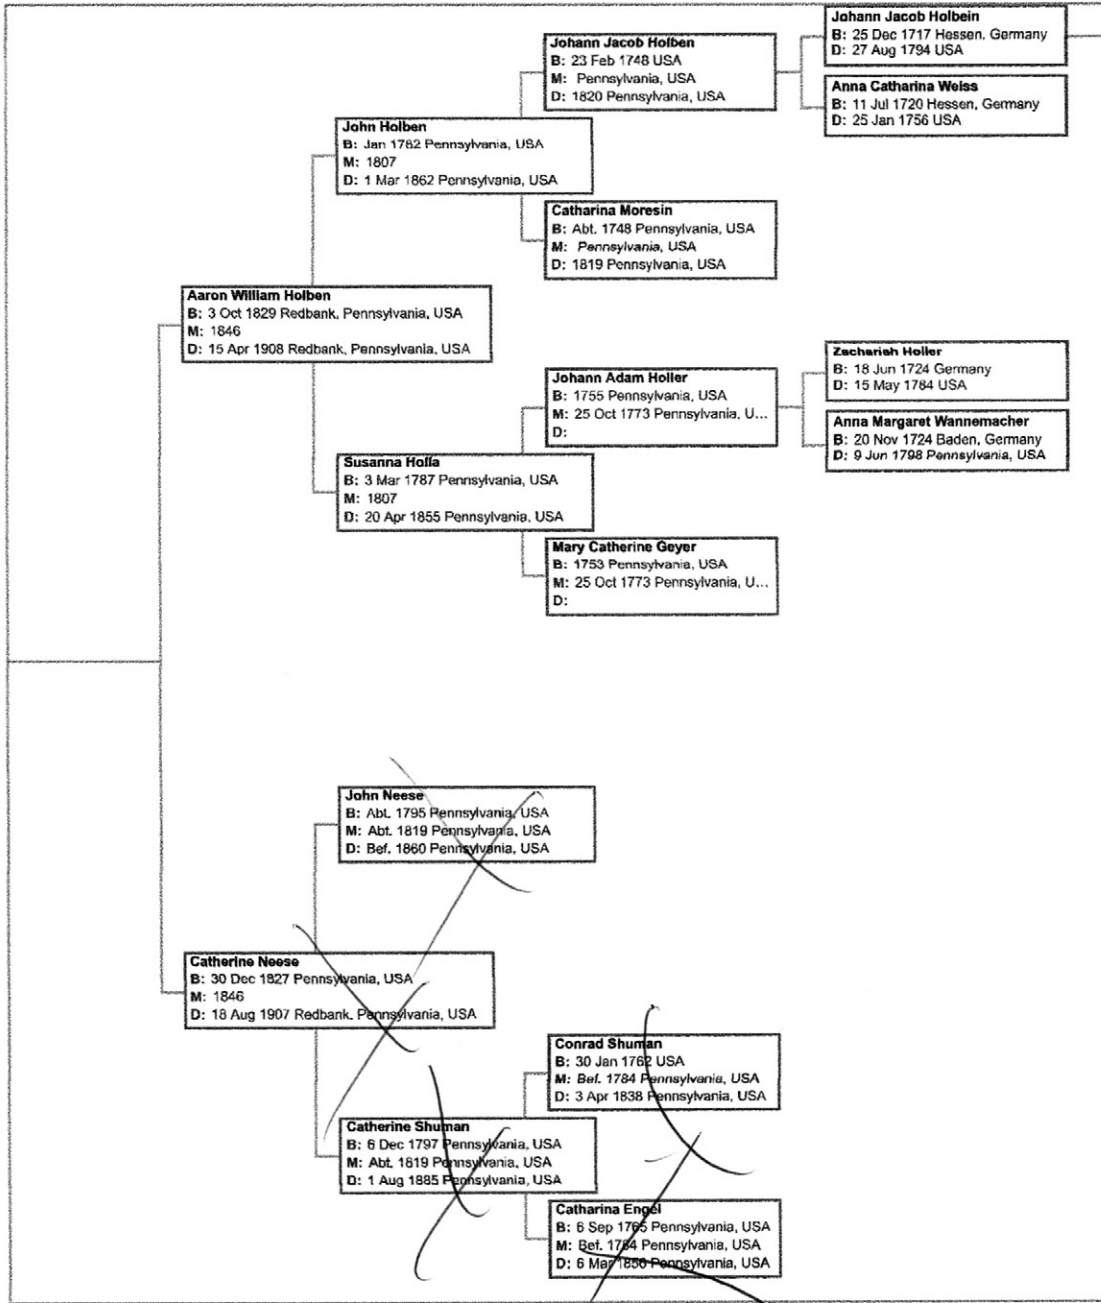 Johann Jacob Holbein
B: 25 Dec 1717 Hessen, Germany
D: 27 Aug 1794 USA
Johann Jacob Holben
B: 23 Feb 1748 USA
M: Pennsylvania, USA
D: 1820 Pennsylvania, USA
Anna Catharina Weiss
B: 11 Jul 1720 Hessen, Germany
D: 25 Jan 1756 USA
John Holben
B: Jan 1782 Pennsylvania, USA
M: 1807
D: 1 Mar 1862 Pennsylvania, USA
Catharina Moresin
B: Abt. 1748 Pennsylvania, USA
M: Pennsylvania, USA
D: 1819 Pennsylvania, USA
Aaron William Holben
B: 3 Oct 1829 Redbank, Pennsylvania, USA
M: 1846
D: 15 Apr 1908 Redbank, Pennsylvania, USA
Zachariah Holler
B: 18 Jun 1724 Germany
D: 15 May 1784 USA
Johann Adam Holler
B: 1755 Pennsylvania, USA
M: 25 Oct 1773 Pennsylvania, U...
D:
Anna Margaret Wannemacher
B: 20 Nov 1724 Baden, Germany
D: 9 Jun 1798 Pennsylvania, USA
Susanna Holla
B: 3 Mar 1787 Pennsylvania, USA
M: 1807
D: 20 Apr 1855 Pennsylvania, USA
Mary Catherine Geyer
B: 1753 Pennsylvania, USA
M: 25 Oct 1773 Pennsylvania, U...
D:
John Neese
B: Abt. 1795 Pennsylvania, USA
M: Abt. 1819 Pennsylvania, USA
D: Bef. 1860 Pennsylvania, USA
Catherine Neese
B: 30 Dec 1827 Pennsylvania, USA
M: 1846
D: 18 Aug 1907 Redbank, Pennsylvania, USA
Conrad Shuman
B: 30 Jan 1762 USA
M: Bef. 1784 Pennsylvania, USA
D: 3 Apr 1838 Pennsylvania, USA
Catherine Shuman
B: 6 Dec 1797 Pennsylvania, USA
M: Abt. 1819 Pennsylvania, USA
D: 1 Aug 1885 Pennsylvania, USA
Catharina Engel
B: 6 Sep 1765 Pennsylvania, USA
M: Bef. 1784 Pennsylvania, USA
D: 6 Mar 1850 Pennsylvania, USA